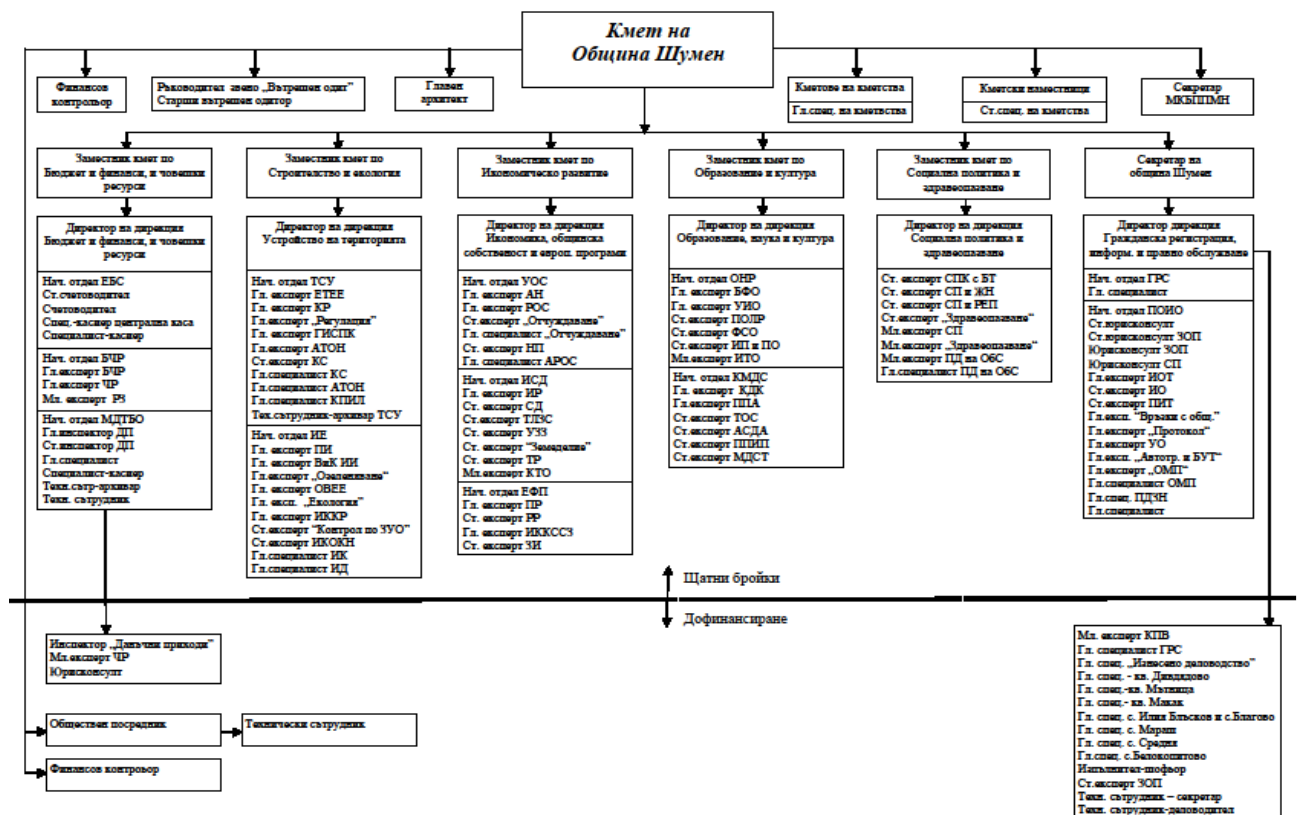 Кмет на
Община Шумен
Финансов
контрольор
Ръководител звено „Вътрешен одит”
Старши вътрешен одитор
Главен
архитект
Кметове на кметства
Гл.спец. на кметвства
Кметски наместници
Ст.спец. на кметства
Секретар
МКБППМН
Заместник кмет по
Бюджет и финанси, и човешки
ресурси
Заместник кмет по
Строителство и екология
Заместник кмет по
Икономическо развитие
Заместник кмет по
Образование и култура
Заместник кмет по
Социална политика и
здравеопазване
Секретар на
община Шумен
Директор на дирекция
Бюджет и финанси, и човешки
ресурси
Нач. отдел ЕБС
Ст.счетоводител
Счетоводител
Спец.-касиер централна каса
Специалист-касиер
Нач. отдел БЧР
Гл.експерт БЧР
Гл.експерт ЧР
Мл. експерт РЗ
Нач. отдел МДТБО
Гл.инспектор ДП
Ст.инспектор ДП
Гл.специалист
Специалист-касиер
Техн.сътр-архивар
Техн. сътрудник
Директор на дирекция
Устройство на територията
Нач. отдел ТСУ
Гл. експерт ЕТЕЕ
Гл. експерт КР
Гл. експерт „Регулация”
Гл. експерт ГИСПК
Гл.експерт АТОН
Ст.експерт КС
Гл.специалист КС
Гл.специалист АТОН
Гл.специалист КПИЛ
Тех.сътрудник-архивар ТСУ
Нач. отдел ИЕ
Гл. експерт ПИ
Гл. експерт ВиК ИИ
Гл.експерт „Озеленяване“
Гл. експерт ОВЕЕ
Гл. експ. „Екология”
Гл. експерт ИККР
Ст.експерт “Контрол по ЗУО”
Ст.експерт ИКОКН
Гл.специалист ИК
Гл.специалист ИД
Директор на дирекция
Икономика, общинска
собственост и европ. програми
Нач. отдел УОС
Гл. експерт АН
Гл. експерт РОС
Ст.експерт „Отчуждаване”
Гл. специалист „Отчуждаване”
Ст. експерт НП
Гл. специалист АРОС
Нач. отдел ИСД
Гл. експерт ИР
Ст. експерт СД
Ст.експерт ТЛЗС
Ст. експерт УЗЗ
Ст. експерт “Земеделие”
Ст. експерт ТР
Мл.експерт КТО
Нач. отдел ЕФП
Гл. експерт ПР
Ст. експерт РР
Гл. експерт ИККССЗ
Ст. експерт ЗИ
Директор на дирекция
Образование, наука и култура
Нач. отдел ОНР
Гл. експерт БФО
Гл. експерт УИО
Ст.експерт ПОЛР
Ст.експерт ФСО
Ст.експерт ИП и ПО
Мл.експерт ИТО
Нач. отдел КМДС
Гл. експерт КДК
Гл.експерт ППА
Ст.експерт ТОС
Ст.експерт АСДА
Ст.експерт ППИП
Ст.експерт МДСТ
Директор на дирекция
Социална политика и
здравеопазване
Ст. експерт СПК с БТ
Ст. експерт СП и ЖН
Ст. експерт СП и РЕП
Ст.експерт „Здравеопазване”
Мл.експерт СП
Мл.експерт „Здравеопазване”
Мл.експерт ПД на ОбС
Гл.специалист ПД на ОбС
Директор дирекция
Гражданска регистрация,
информ. и правно обслужване
Нач. отдел ГРС
Гл. специалист
Нач. отдел ПОИО
Ст.юрисконсулт
Ст.юрисконсулт ЗОП
Юрисконсулт ЗОП
Юрисконсулт СП
Гл.експерт ИОТ
Ст.експерт ИО
Ст.експерт ПИТ
Гл.експ. "Връзки с общ."
Гл.експерт „Протокол“
Гл.експерт УО
Гл.експ. „Автотр. и БУТ“
Гл.експерт „ОМП“
Гл.специалист ОМП
Гл.спец. ПДЗН
Гл.специалист
Щатни бройки
Дофинансиране
Инспектор „Данъчни приходи”
Мл.експерт ЧР
Юрисконсулт
Обществен посредник
Технически сътрудник
Финансов контрольор
Мл. експерт КПВ
Гл. специалист ГРС
Гл. спец. „Изнесено деловодство”
Гл. спец. - кв. Дивдядово
Гл. спец.-кв. Мътница
Гл. спец.- кв. Макак
Гл. спец. с. Илия Блъсков и с.Благово
Гл. спец. с. Мараш
Гл. спец. с. Средня
Гл.спец. с.Белокопитово
Изпълнител-шофьор
Ст.експерт ЗОП
Техн. сътрудник – секретар
Техн. сътрудник-деловодител